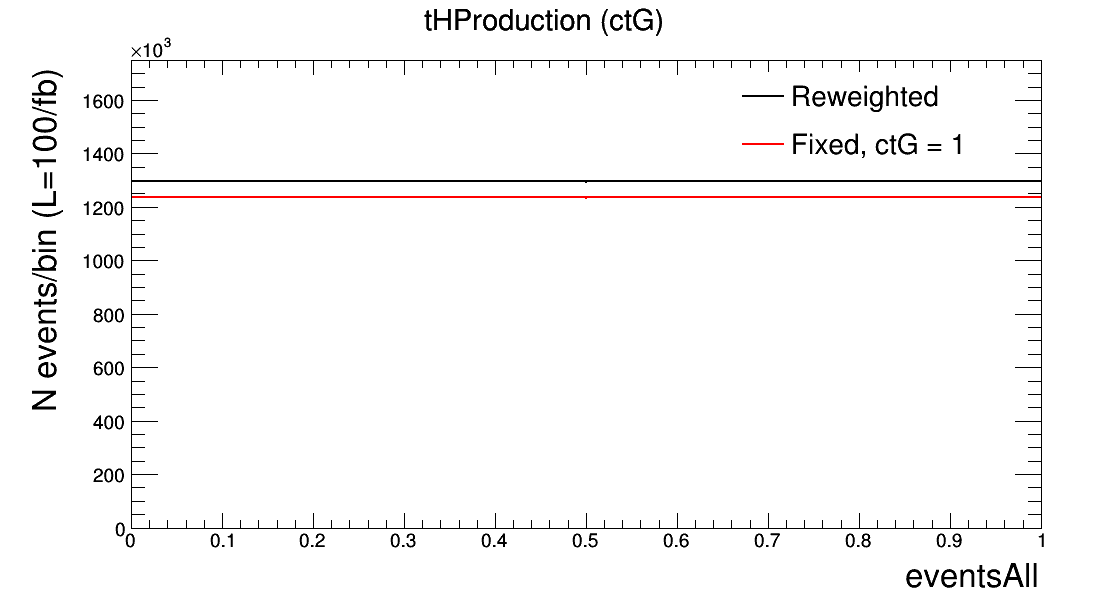 tHProduction (ctG)
×10³
N events/bin (L=100/fb)
Reweighted
Fixed, ctG = 1
1600
1400
1200
1000
800
600
400
200
0
0 0.1 0.2 0.3 0.4 0.5 0.6 0.7 0.8 0.9 1
eventsAll